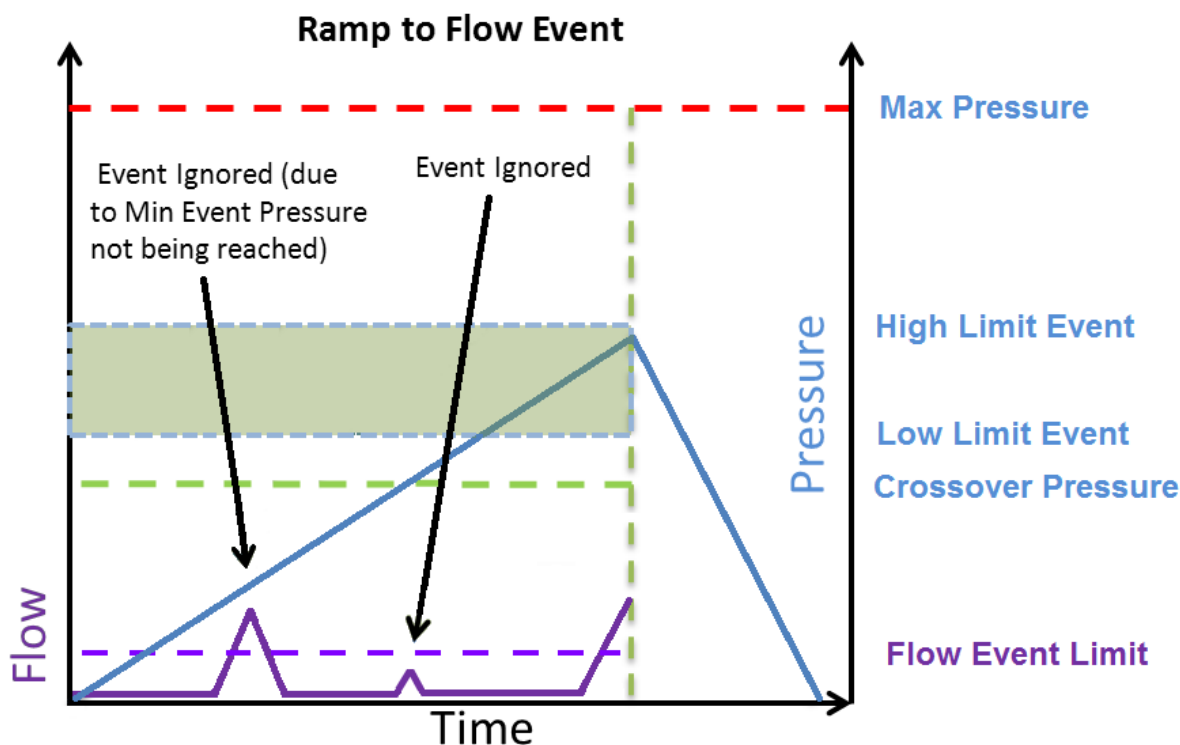 Ramp to Flow Event
Max Pressure
Event Ignored (due
to Min Event Pressure
not being reached)
Event Ignored
High Limit Event
Pressure
Low Limit Event
Crossover Pressure
Flow
Flow Event Limit
Time